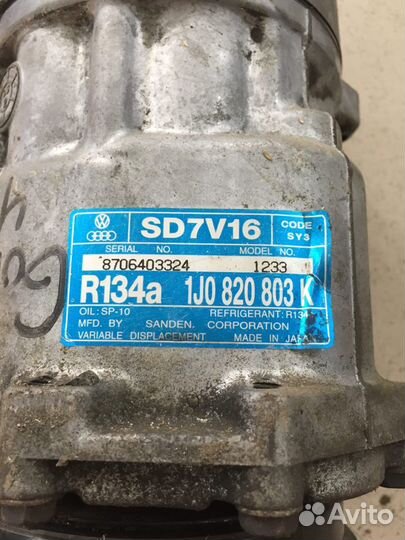 SD7V16
CODE
SY3
SERIAL NO. MODEL NO.
8706403324 1233
R134a 1J0 820 803 K
OIL: SP-10 REFRIGERANT: R134
MFD. BY SANDEN. CORPORATION
VARIABLE DISPLACEMENT MADE IN JAPAN
Avito